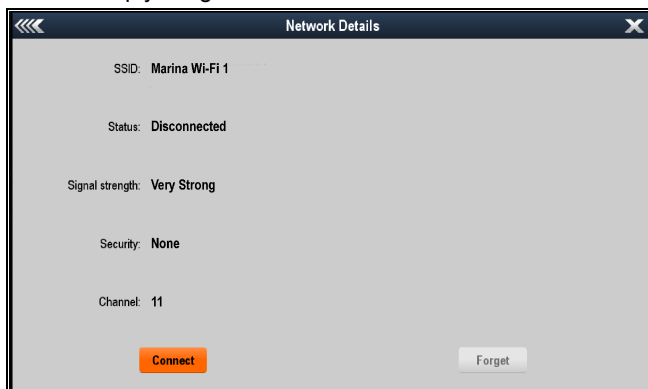 Network Details
SSID: Marina Wi-Fi 1
Status: Disconnected
Signal strength: Very Strong
Security: None
Channel: 11
Connect Forget